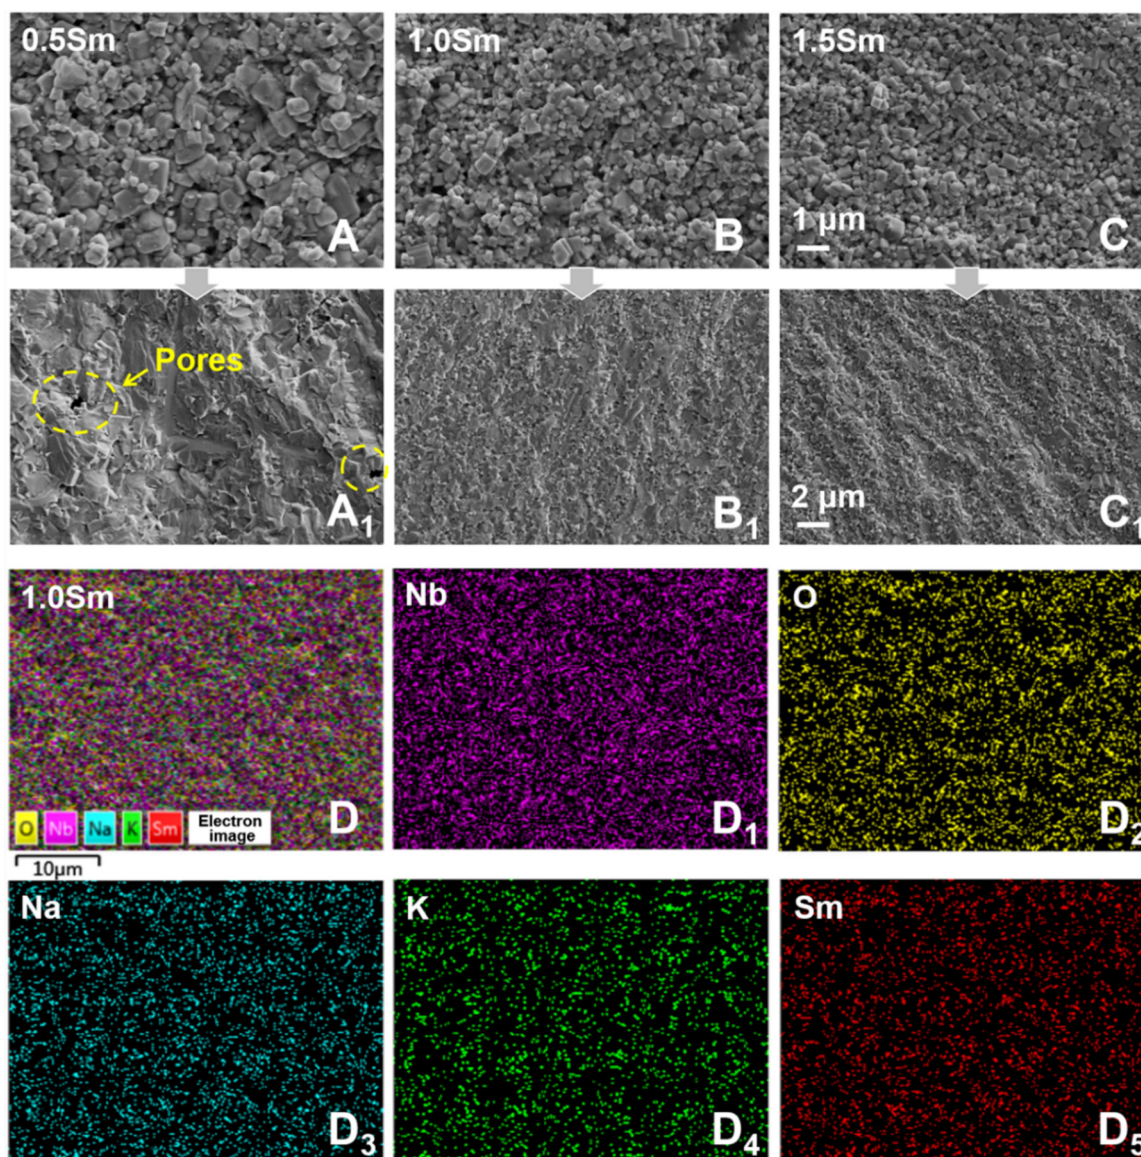 0.5Sm
A
1.0Sm
B
1.5Sm
1 µm
C
Pores
A₁
B₁
2 µm
C₁
1.0Sm
O Nb Na K Sm Electron image
D
10µm
Nb
D₁
O
D₂
Na
D₃
K
D₄
Sm
D₅